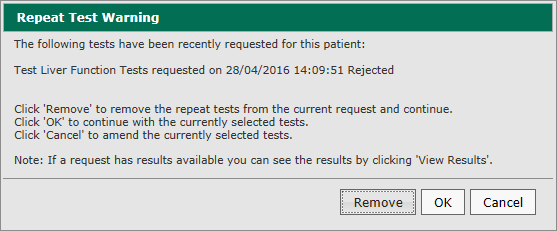 Repeat Test Warning
The following tests have been recently requested for this patient:
Test Liver Function Tests requested on 28/04/2016 14:09:51 Rejected
Click 'Remove' to remove the repeat tests from the current request and continue.
Click 'OK' to continue with the currently selected tests.
Click 'Cancel' to amend the currently selected tests.
Note: If a request has results available you can see the results by clicking 'View Results'.
Remove OK Cancel